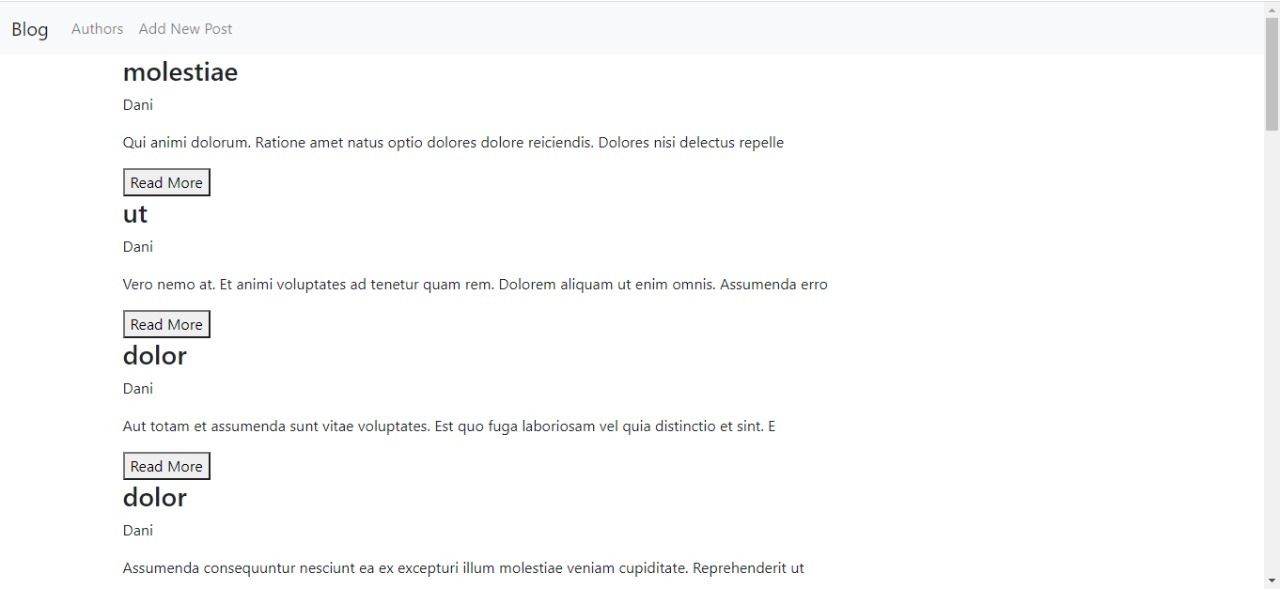 Blog Authors Add New Post
molestiae
Dani
Qui animi dolorum. Ratione amet natus optio dolores dolore reiciendis. Dolores nisi delectus repelle
Read More
ut
Dani
Vero nemo at. Et animi voluptates ad tenetur quam rem. Dolorem aliquam ut enim omnis. Assumenda erro
Read More
dolor
Dani
Aut totam et assumenda sunt vitae voluptates. Est quo fuga laboriosam vel quia distinctio et sint. E
Read More
dolor
Dani
Assumenda consequuntur nesciunt ea ex excepturi illum molestiae veniam cupiditate. Reprehenderit ut